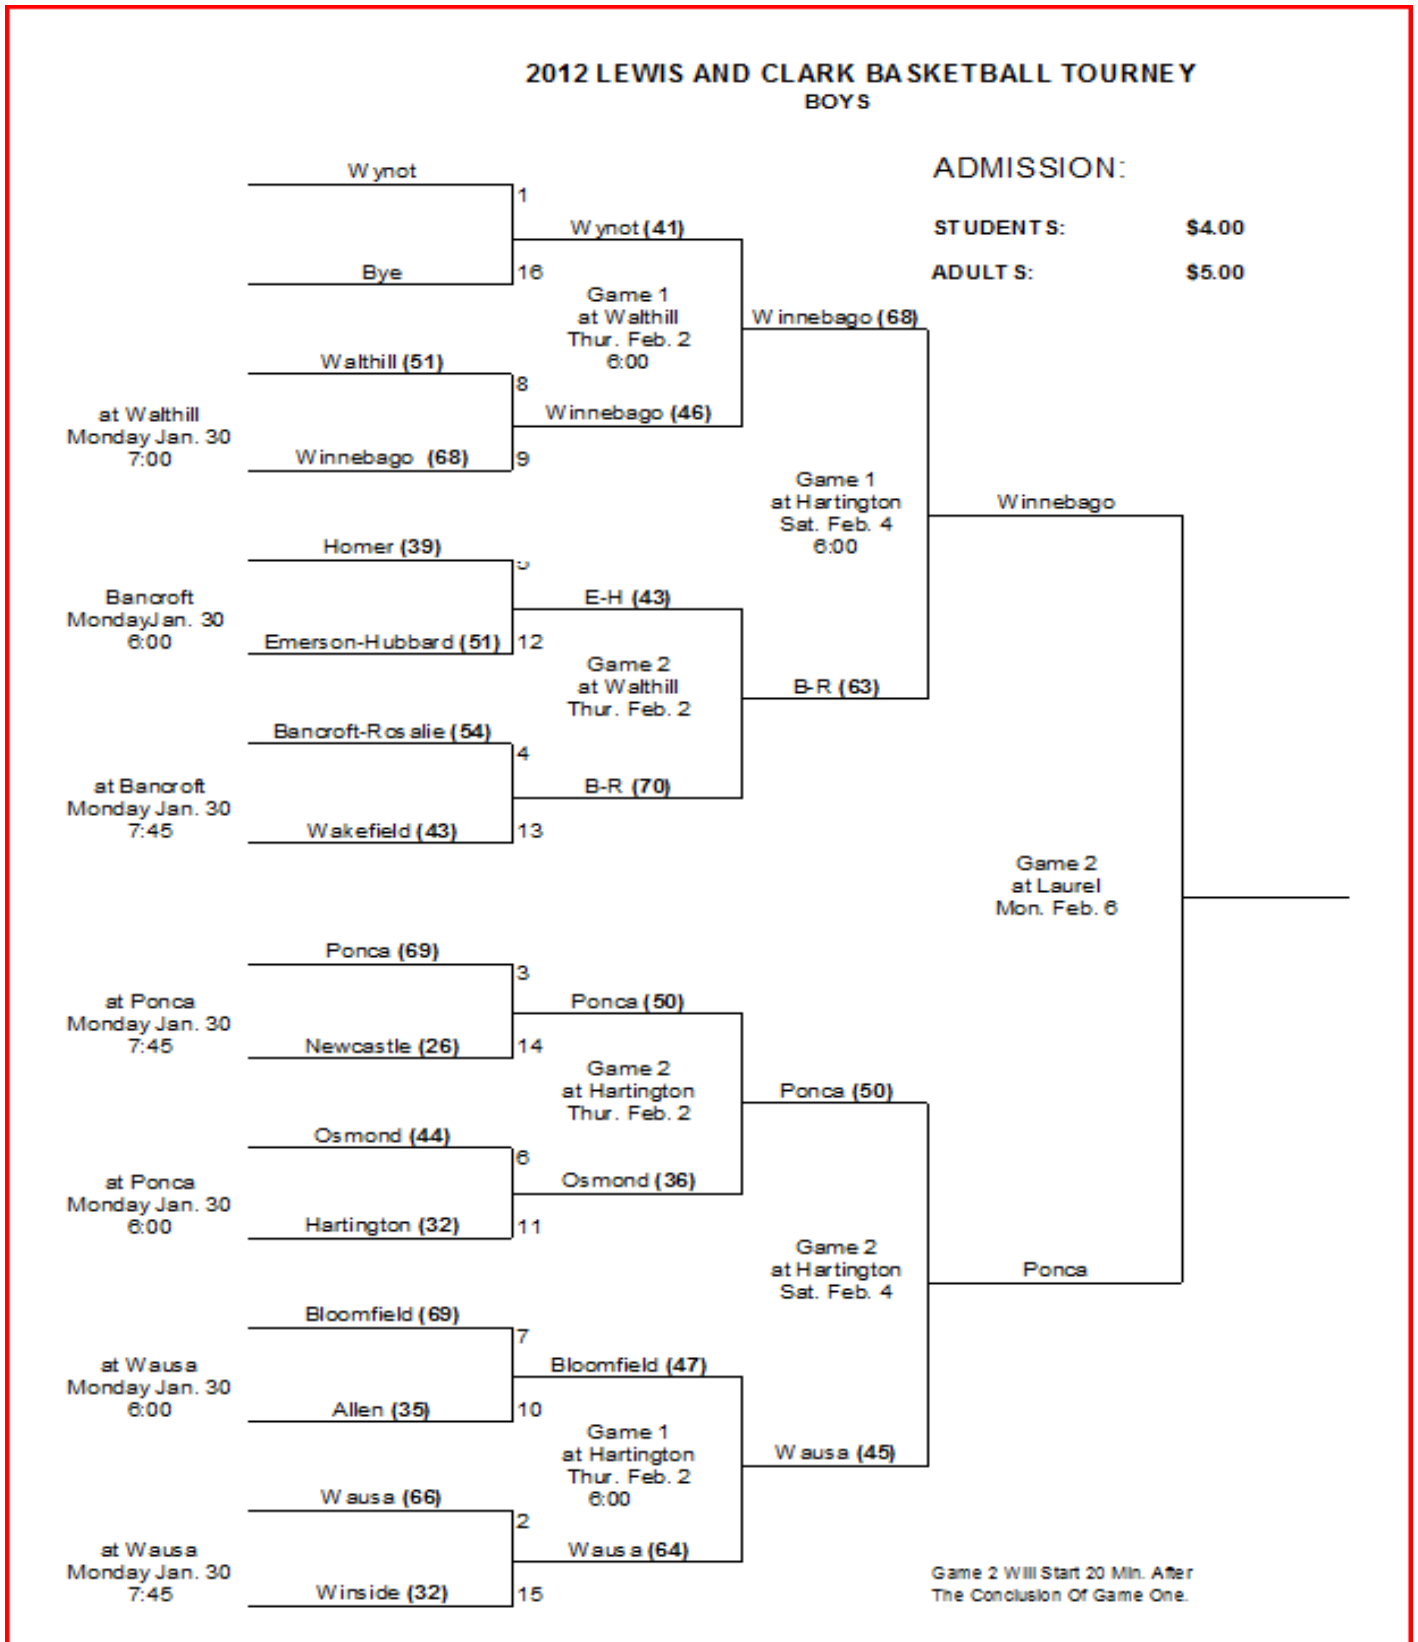 2012 LEWIS AND CLARK BASKETBALL TOURNEY
BOYS
ADMISSION:
STUDENTS: $4.00
ADULTS: $5.00
Wynot
1
Wynot (41)
Bye
16
Game 1
at Walthill
Thur. Feb. 2
6:00
Winnebago (68)
Walthill (51)
8
at Walthill
Monday Jan. 30
7:00
Winnebago (46)
Winnebago (68)
9
Game 1
at Hartington
Sat. Feb. 4
6:00
Winnebago
Homer (39)
Bancroft
MondayJan. 30
6:00
E-H (43)
Emerson-Hubbard (51)
12
Game 2
at Walthill
Thur. Feb. 2
B-R (63)
Bancroft-Rosalie (54)
4
at Bancroft
Monday Jan. 30
7:45
B-R (70)
Wakefield (43)
13
Game 2
at Laurel
Mon. Feb. 6
Ponca (69)
3
at Ponca
Monday Jan. 30
7:45
Ponca (50)
Newcastle (26)
14
Game 2
at Hartington
Thur. Feb. 2
Ponca (50)
Osmond (44)
6
at Ponca
Monday Jan. 30
6:00
Osmond (36)
Hartington (32)
11
Game 2
at Hartington
Sat. Feb. 4
Ponca
Bloomfield (69)
7
at Wausa
Monday Jan. 30
6:00
Bloomfield (47)
Allen (35)
10
Game 1
at Hartington
Thur. Feb. 2
6:00
Wausa (45)
Wausa (66)
2
at Wausa
Monday Jan. 30
7:45
Wausa (64)
Winside (32)
15
Game 2 Will Start 20 Min. After
The Conclusion Of Game One.